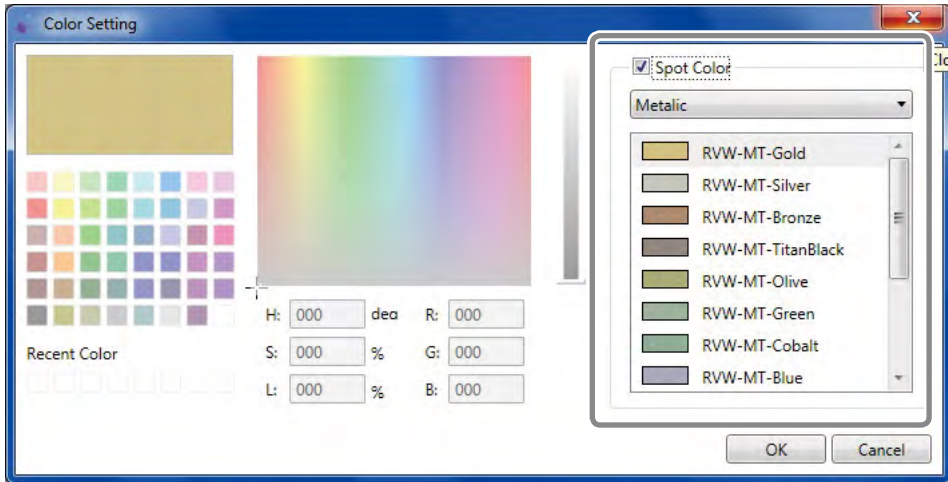 Color Setting
Clo
Spot Color
Metalic
RVW-MT-Gold
RVW-MT-Silver
RVW-MT-Bronze
RVW-MT-TitanBlack
RVW-MT-Olive
RVW-MT-Green
RVW-MT-Cobalt
RVW-MT-Blue
H: 000 deg R: 000
S: 000 % G: 000
L: 000 % B: 000
Recent Color
OK Cancel